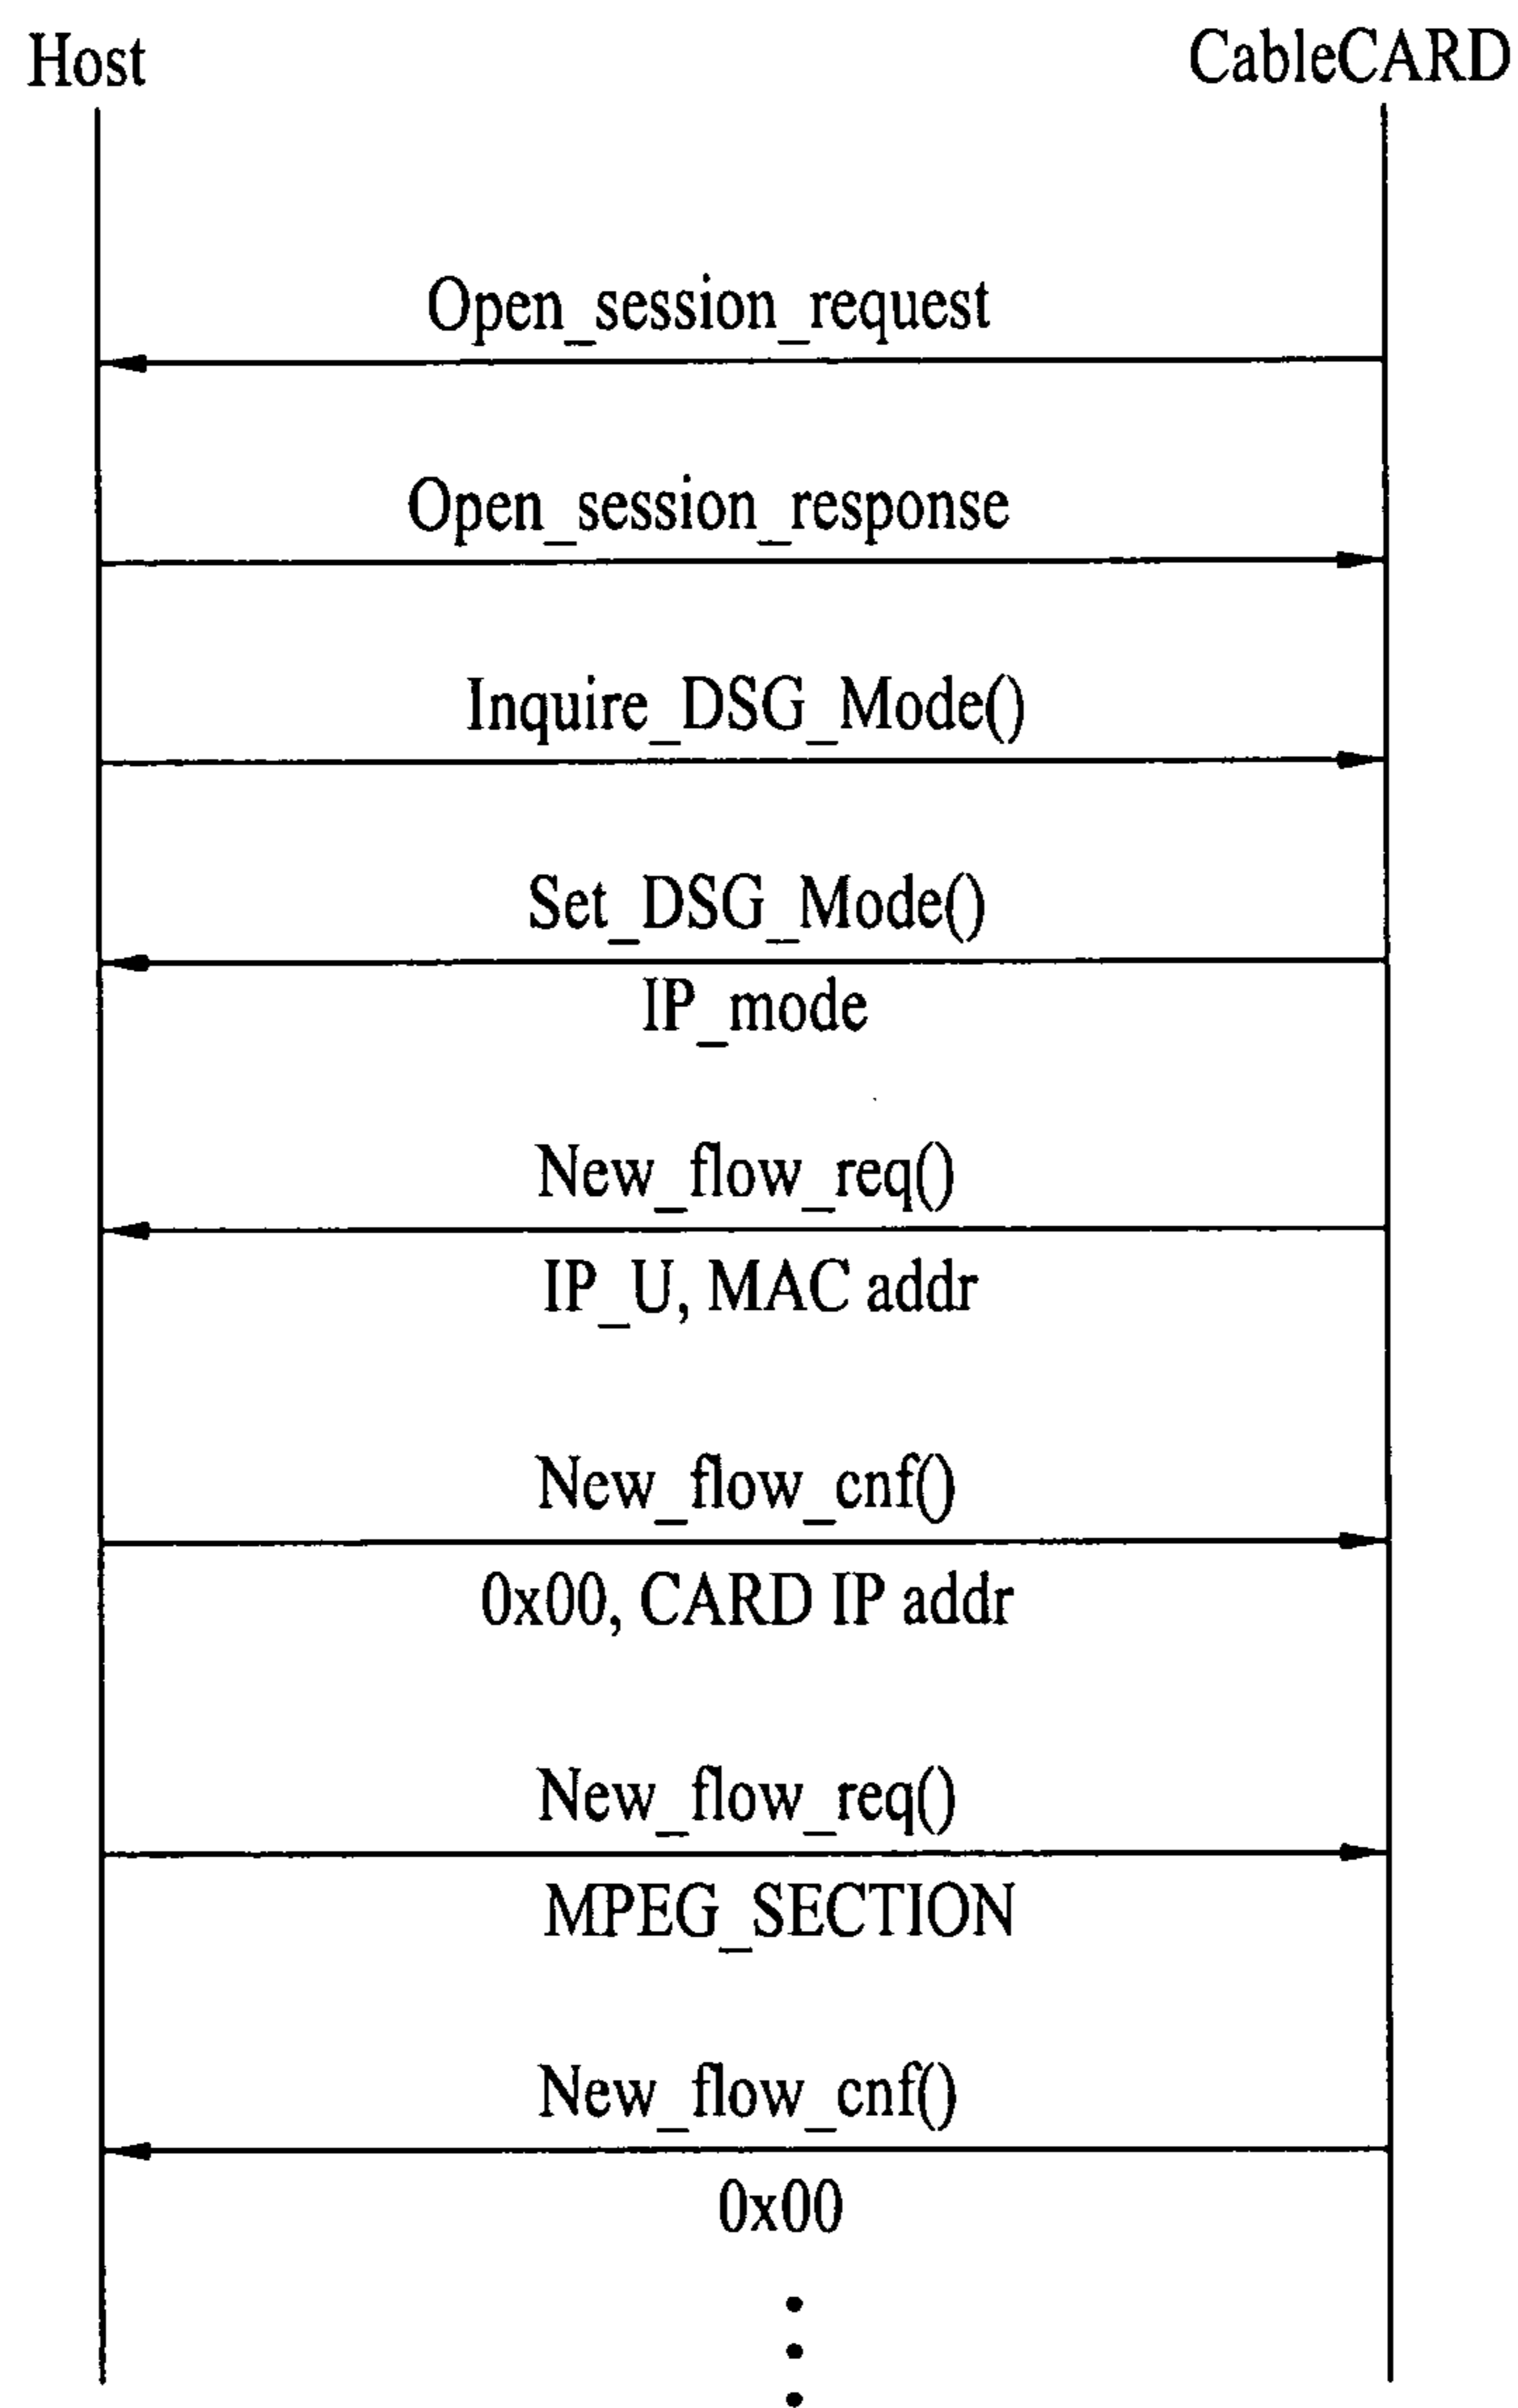 Host CableCARD
Open_session_request
Open_session_response
Inquire_DSG_Mode()
Set_DSG_Mode()
IP_mode
New_flow_req()
IP_U, MAC addr
New_flow_cnf()
0x00, CARD IP addr
New_flow_req()
MPEG_SECTION
New_flow_cnf()
0x00